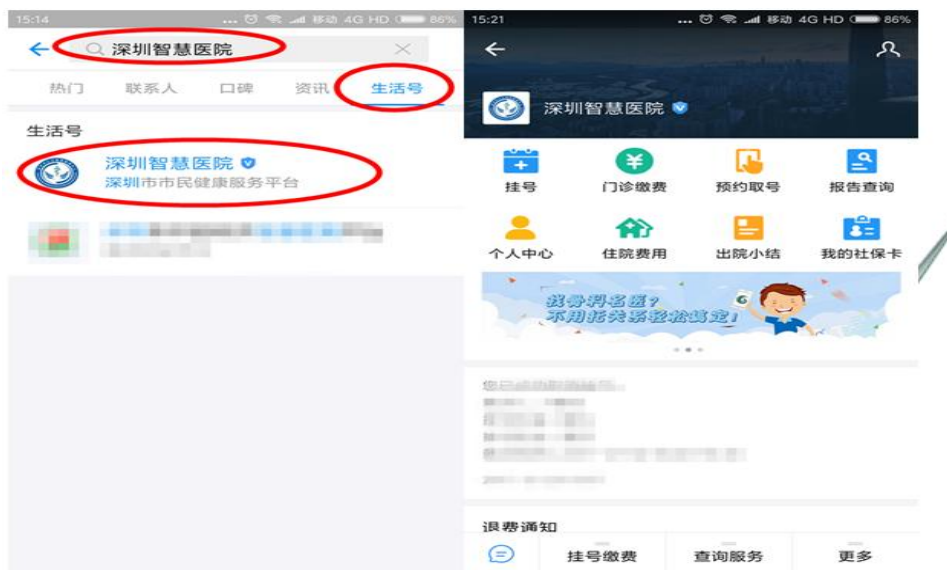 15:14
... 移动 4G HD 86%
深圳智慧医院
热门 联系人 口碑 资讯 生活号
生活号
深圳智慧医院
深圳市市民健康服务平台
15:21
... 移动 4G HD 86%
深圳智慧医院
挂号 门诊缴费 预约取号 报告查询
个人中心 住院费用 出院小结 我的社保卡
找骨科名医?
不用托关系轻松搞定!
退费通知
挂号缴费 查询服务 更多